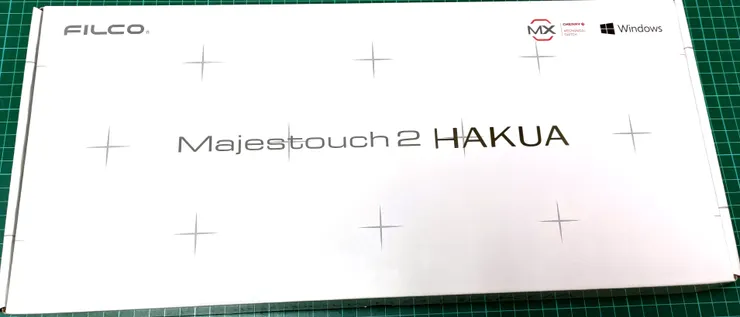 FILCO
MX
CHERRY
MECHANICAL
SWITCH
Windows
Majestouch 2 HAKUA